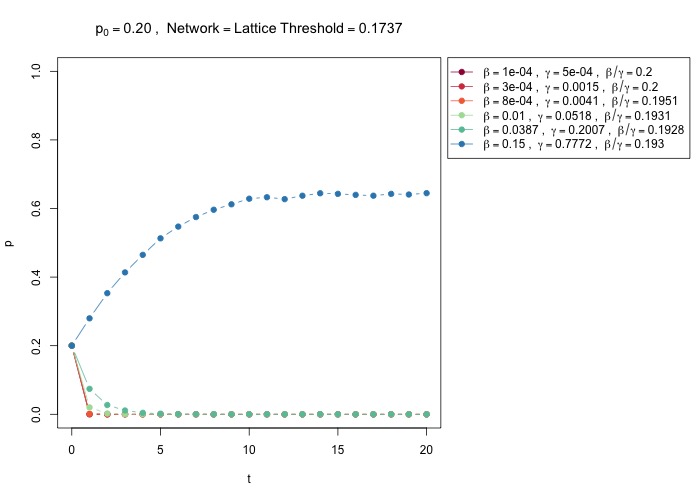 p0 = 0.20 , Network = Lattice Threshold = 0.1737
β = 1e-04 , γ = 5e-04 , β/γ = 0.2
β = 3e-04 , γ = 0.0015 , β/γ = 0.2
β = 8e-04 , γ = 0.0041 , β/γ = 0.1951
β = 0.01 , γ = 0.0518 , β/γ = 0.1931
β = 0.0387 , γ = 0.2007 , β/γ = 0.1928
β = 0.15 , γ = 0.7772 , β/γ = 0.193
1.0
0.8
0.6
p
0.4
0.2
0.0
0 5 10 15 20
t